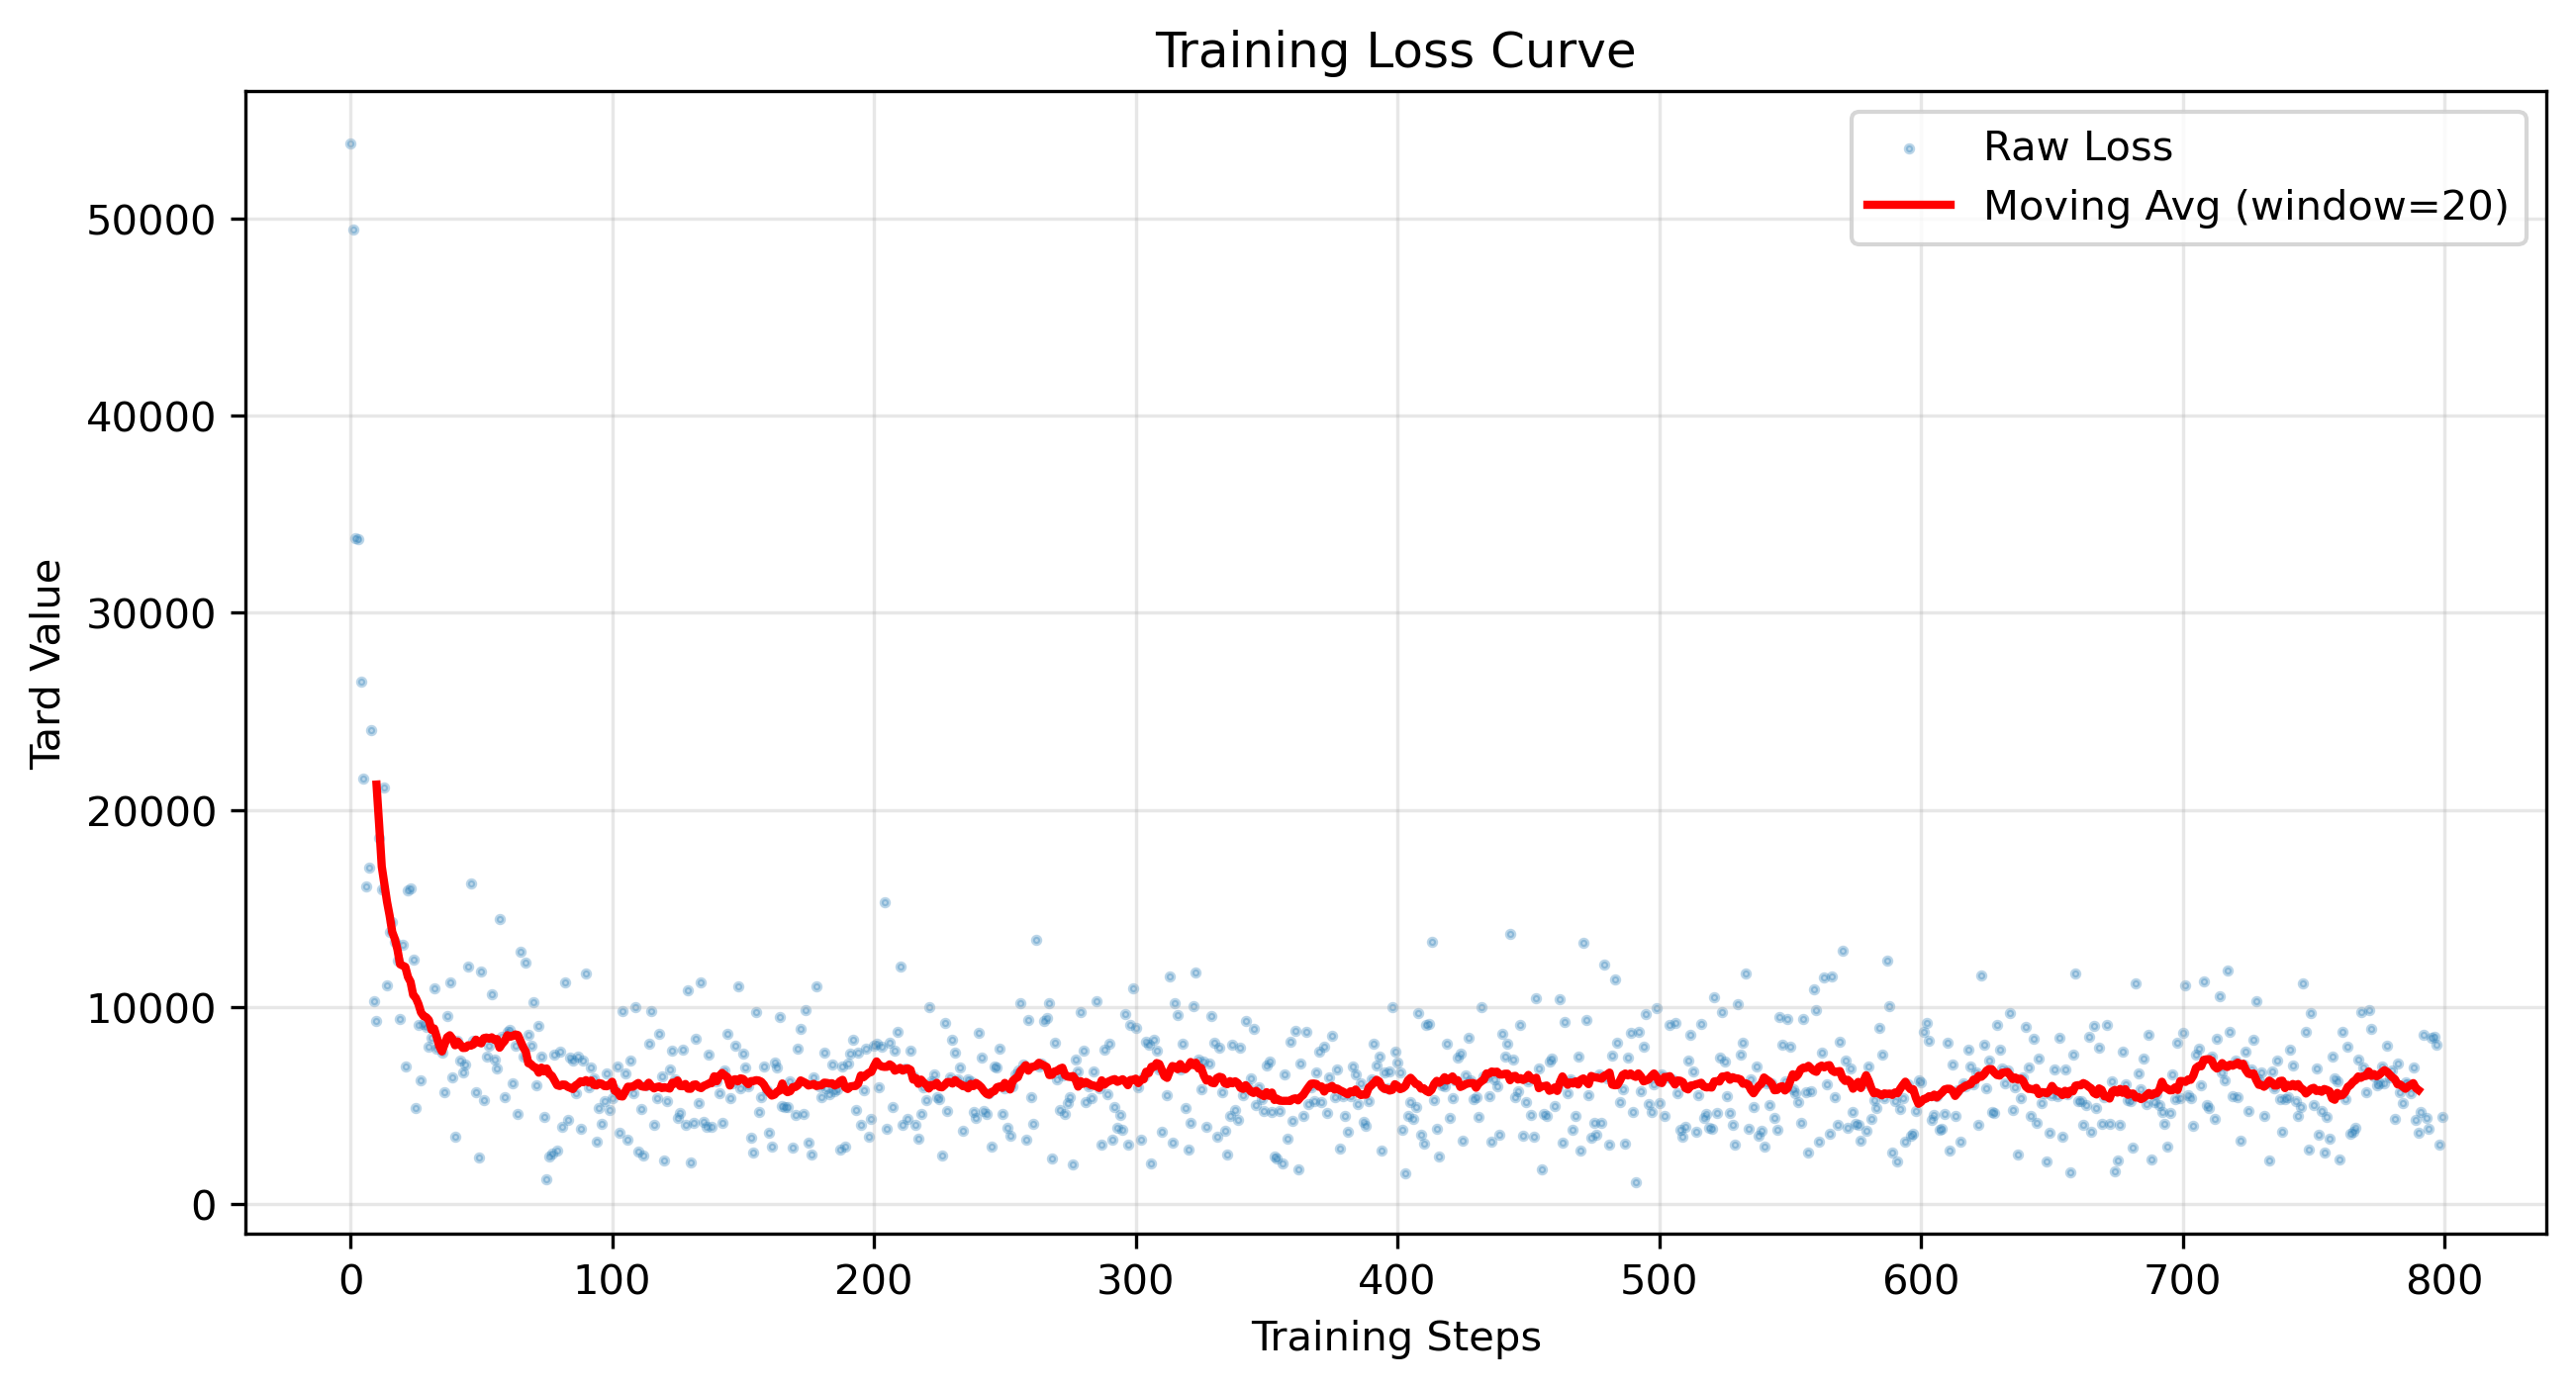 Training Loss Curve
Raw Loss
Moving Avg (window=20)
Tard Value
50000
40000
30000
20000
10000
0
0 100 200 300 400 500 600 700 800
Training Steps